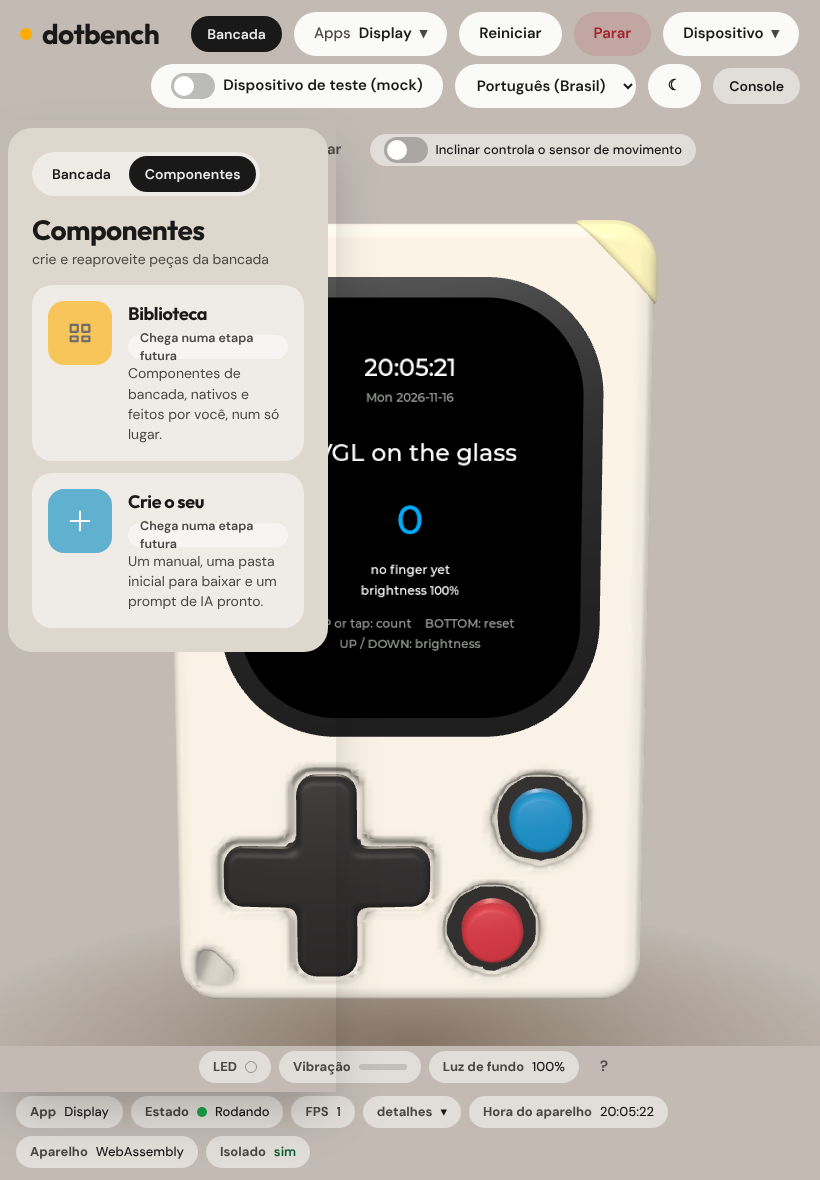 dotbench
Bancada
Apps Display ▾
Reiniciar
Parar
Dispositivo ▾
Dispositivo de teste (mock)
Português (Brasil)
Console
Inclinar controla o sensor de movimento
Bancada
Componentes
Componentes
crie e reaproveite peças da bancada
Biblioteca
Chega numa etapa
futura
Componentes de
bancada, nativos e
feitos por você, num só
lugar.
Crie o seu
Chega numa etapa
futura
Um manual, uma pasta
inicial para baixar e um
prompt de IA pronto.
20:05:21
Mon 2026-11-16
on the glass
0
no finger yet
brightness 100%
or tap: count BOTTOM: reset
UP / DOWN: brightness
LED
Vibração
Luz de fundo 100%
?
App Display
Estado Rodando
FPS 1
detalhes ▾
Hora do aparelho 20:05:22
Aparelho WebAssembly
Isolado sim